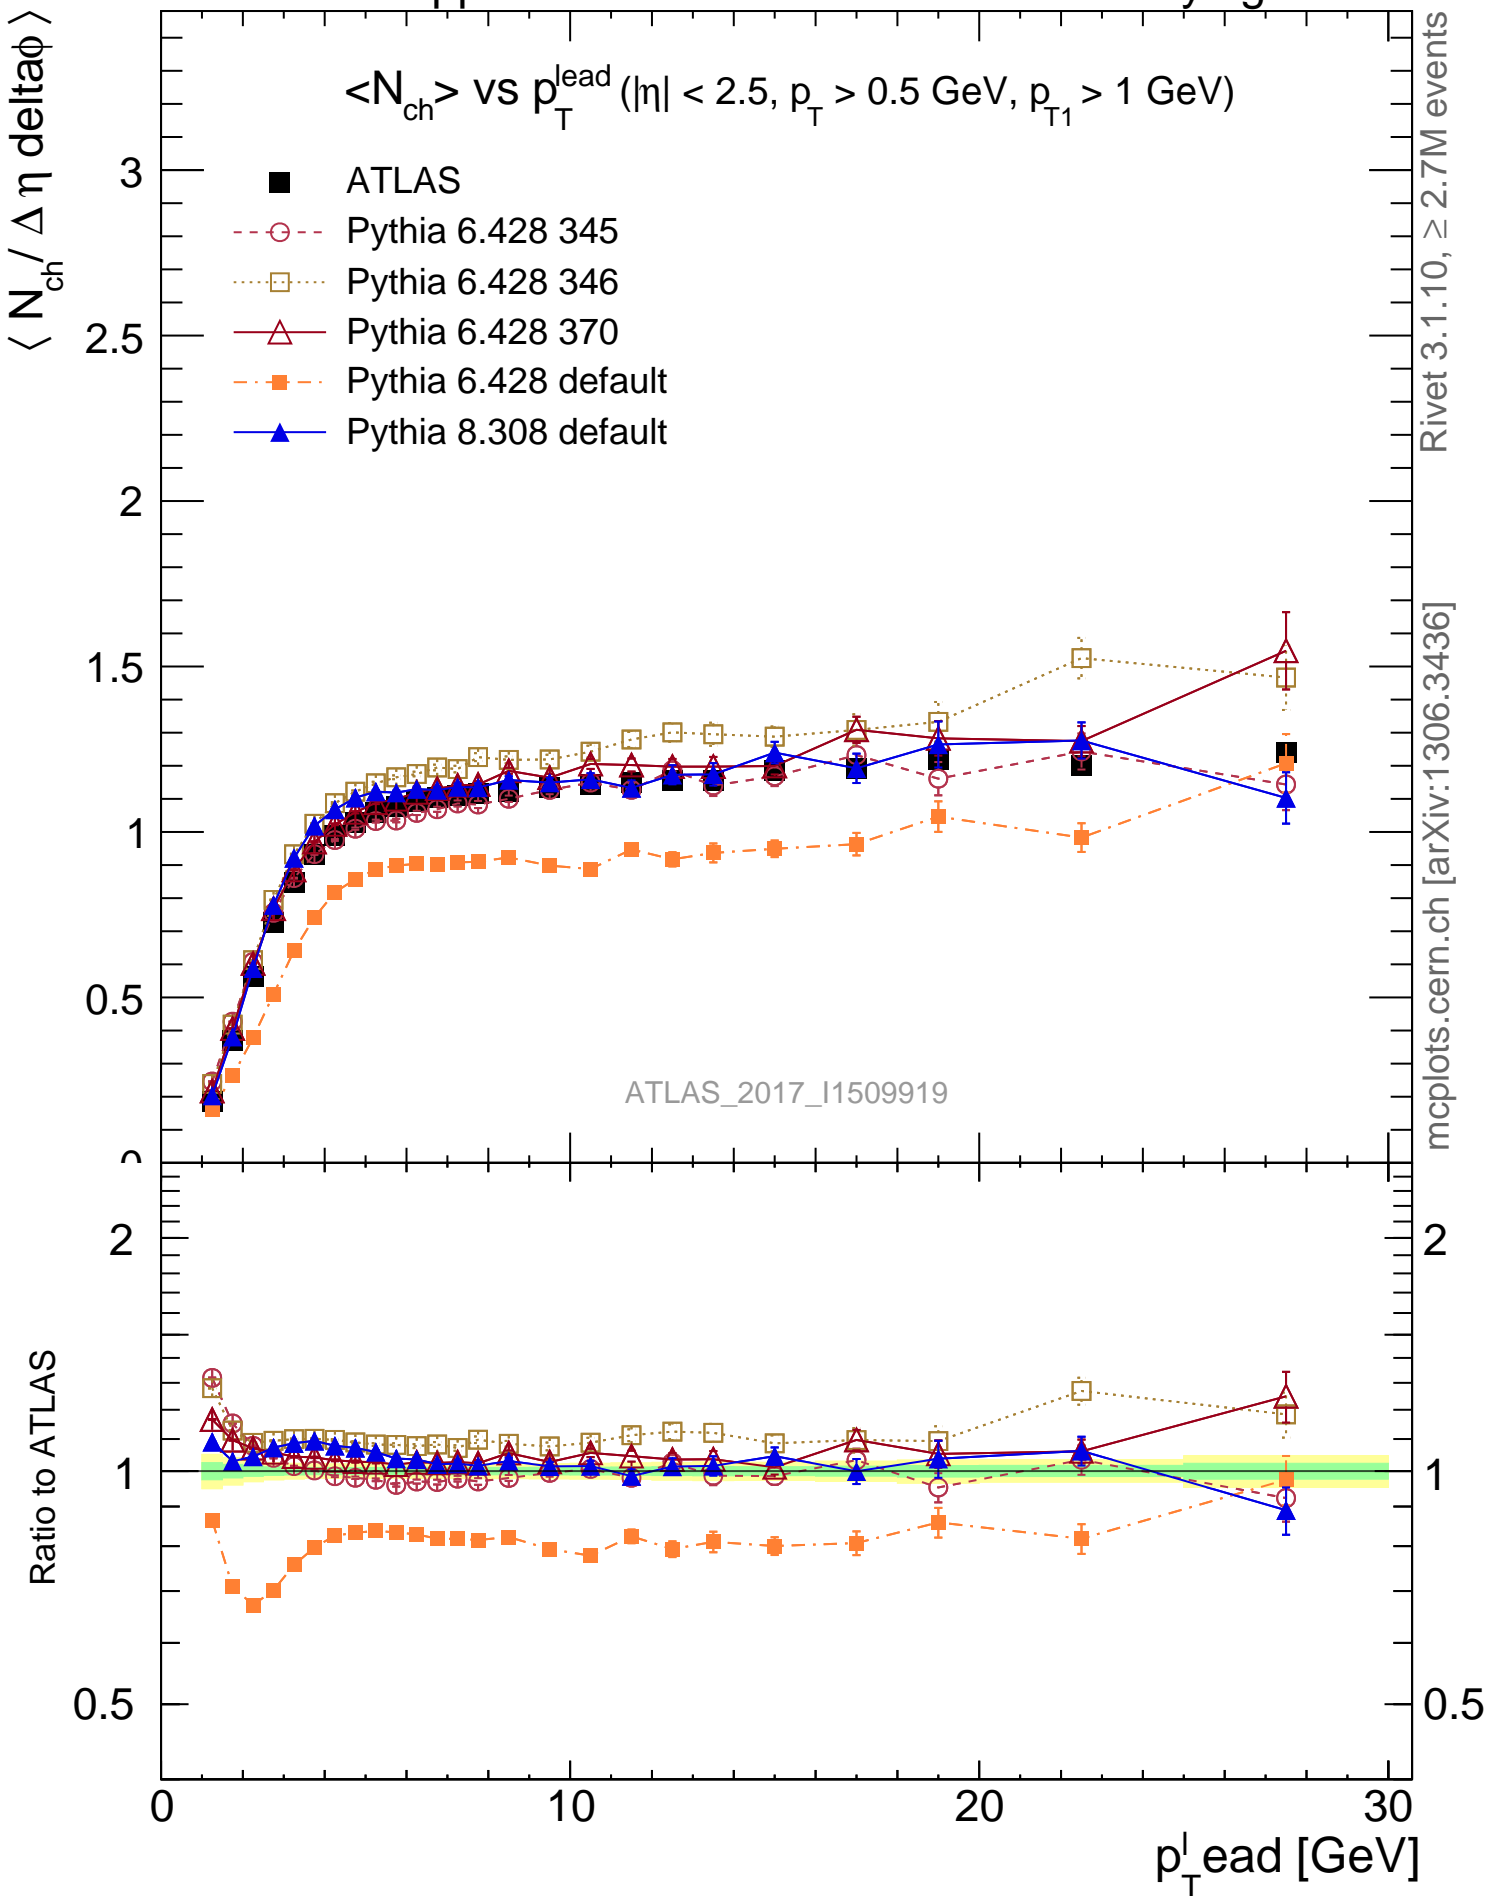 <N_ch> vs p_T^lead (|η| < 2.5, p_T > 0.5 GeV, p_T1 > 1 GeV)
⟨ N_ch / Δ η deltaϕ ⟩
ATLAS
Pythia 6.428 345
Pythia 6.428 346
Pythia 6.428 370
Pythia 6.428 default
Pythia 8.308 default
3
2.5
2
1.5
1
0.5
0
ATLAS_2017_I1509919
Rivet 3.1.10, ≥ 2.7M events
mcplots.cern.ch [arXiv:1306.3436]
Ratio to ATLAS
2
1
0.5
2
1
0.5
0
10
20
30
p_T^lead [GeV]